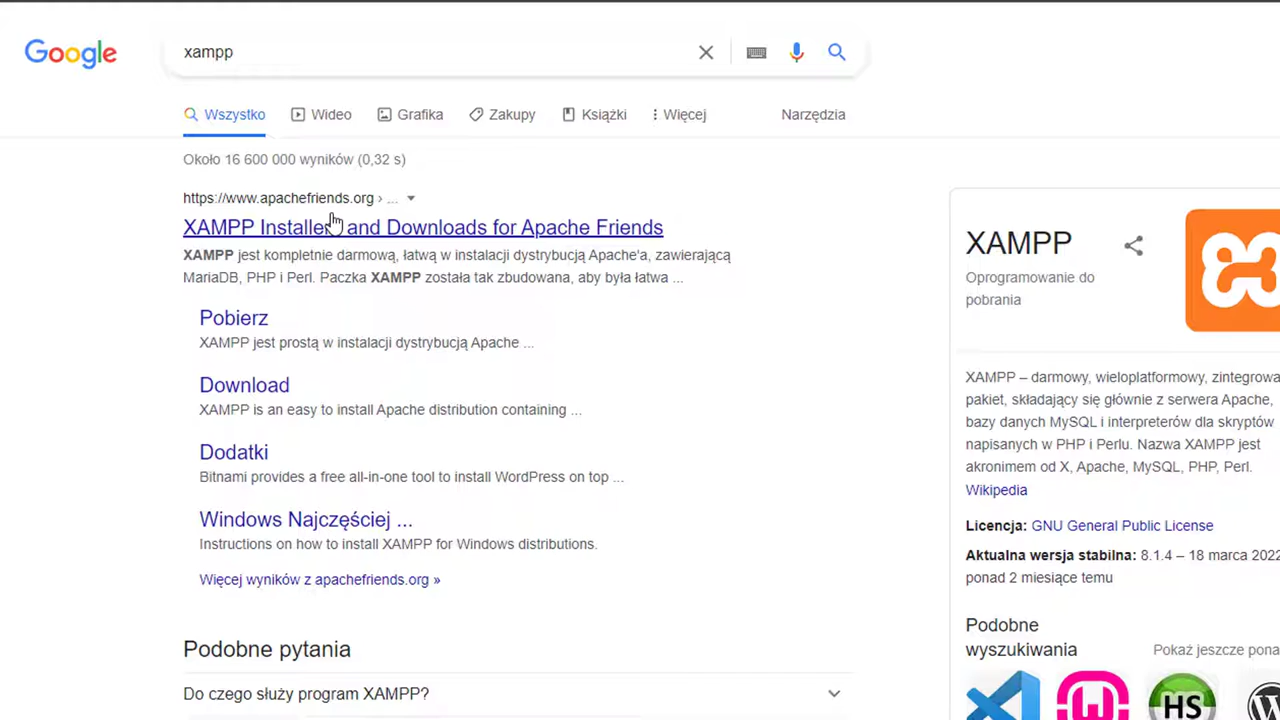 Google
xampp
Wszystko
Wideo
Grafika
Zakupy
Książki
Więcej
Narzędzia
Około 16 600 000 wyników (0,32 s)
https://www.apachefriends.org › ...
XAMPP Installers and Downloads for Apache Friends
XAMPP jest kompletnie darmową, łatwą w instalacji dystrybucją Apache'a, zawierającą
MariaDB, PHP i Perl. Paczka XAMPP została tak zbudowana, aby była łatwa ...
Pobierz
XAMPP jest prostą w instalacji dystrybucją Apache ...
Download
XAMPP is an easy to install Apache distribution containing ...
Dodatki
Bitnami provides a free all-in-one tool to install WordPress on top ...
Windows Najczęściej ...
Instructions on how to install XAMPP for Windows distributions.
Więcej wyników z apachefriends.org »
Podobne pytania
Do czego służy program XAMPP?
XAMPP
Oprogramowanie do
pobrania
XAMPP – darmowy, wieloplatformowy, zintegrowa
pakiet, składający się głównie z serwera Apache,
bazy danych MySQL i interpreterów dla skryptów
napisanych w PHP i Perlu. Nazwa XAMPP jest
akronimem od X, Apache, MySQL, PHP, Perl.
Wikipedia
Licencja: GNU General Public License
Aktualna wersja stabilna: 8.1.4 – 18 marca 2022
ponad 2 miesiące temu
Podobne
wyszukiwania
Pokaż jeszcze pona
HS